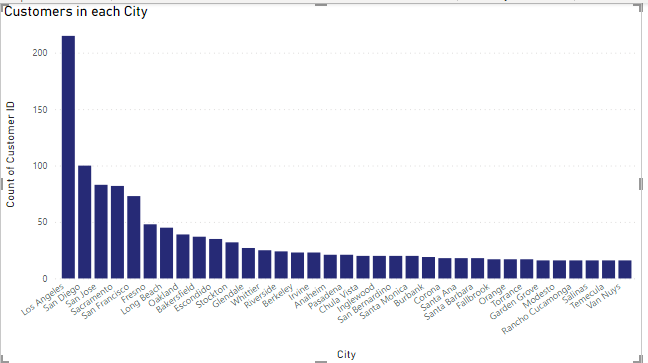 Customers in each City
Count of Customer ID
200
150
100
50
0
Los Angeles
San Diego
San Jose
Sacramento
San Francisco
Fresno
Long Beach
Oakland
Bakersfield
Escondido
Stockton
Glendale
Whittier
Riverside
Berkeley
Irvine
Anaheim
Pasadena
Chula Vista
Inglewood
San Bernardino
Santa Monica
Burbank
Corona
Santa Ana
Santa Barbara
Fallbrook
Orange
Torrance
Garden Grove
Modesto
Rancho Cucamonga
Salinas
Temecula
Van Nuys
City